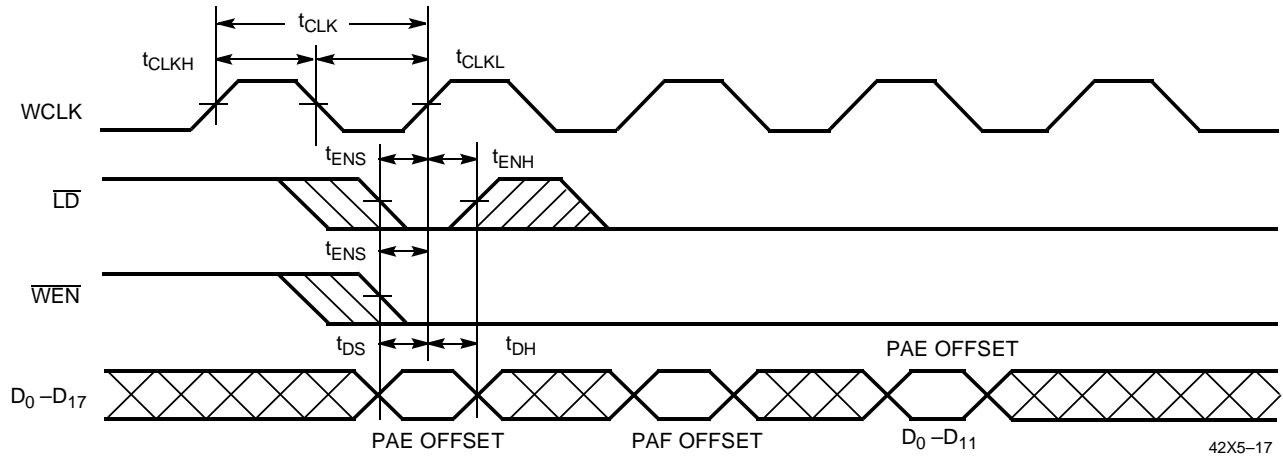 tCLK
tCLKH
tCLKL
WCLK
tENS
tENH
LD
tENS
WEN
tDS
tDH
PAE OFFSET
D0 –D17
PAE OFFSET
PAF OFFSET
D0 –D11
42X5–17